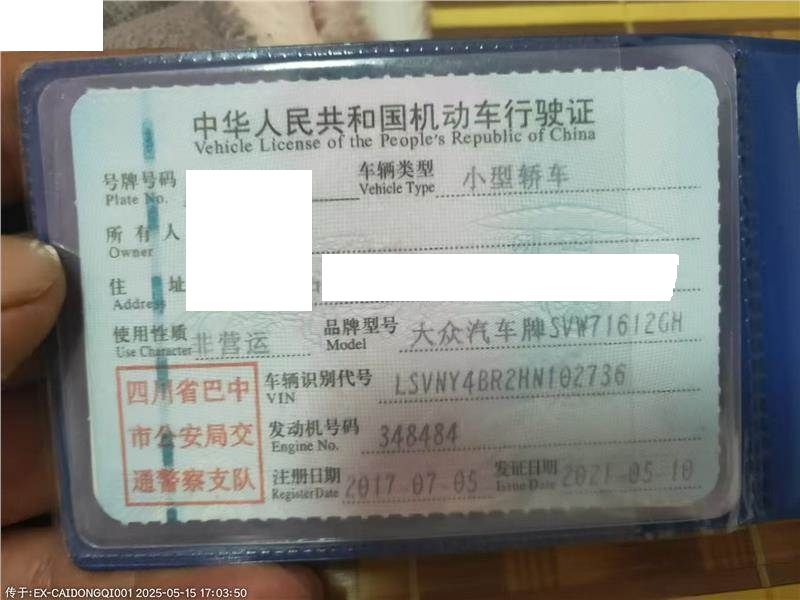 中华人民共和国机动车行驶证
Vehicle License of the People's Republic of China
号牌号码
Plate No.
车辆类型
Vehicle Type
小型轿车
所有人
Owner
住址
Address
使用性质
Use Character
非营运
品牌型号
Model
大众汽车牌SVW71612GH
四川省巴中
市公安局交
通警察支队
车辆识别代号
VIN
LSVNY4BR2HN102736
发动机号码
Engine No.
348484
注册日期
Register Date
2017-07-05
发证日期
Issue Date
2021-05-10
传于:EX-CAIDONGQI001 2025-05-15 17:03:50